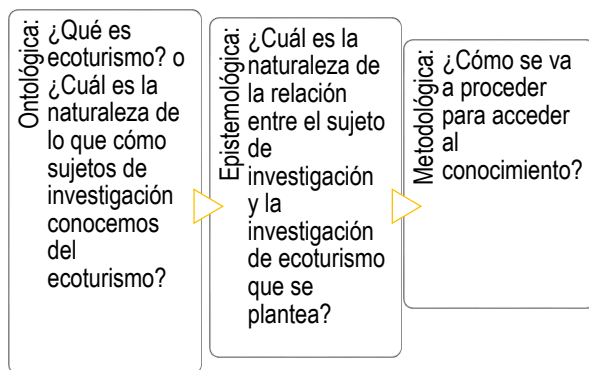 Ontológica:
¿Qué es
ecoturismo? o
¿Cuál es la
naturaleza de
lo que cómo
sujetos de
investigación
conocemos
del
ecoturismo?
Epistemológica:
¿Cuál es la
naturaleza de
la relación
entre el sujeto
de
investigación
y la
investigación
de ecoturismo
que se
plantea?
Metodológica:
¿Cómo se va
a proceder
para acceder
al
conocimiento?